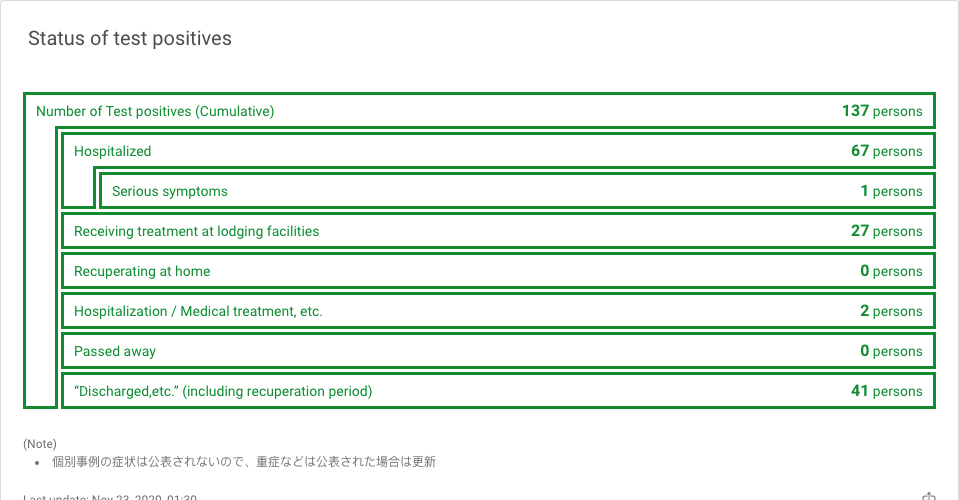 Status of test positives
Number of Test positives (Cumulative) 137 persons
Hospitalized 67 persons
Serious symptoms 1 persons
Receiving treatment at lodging facilities 27 persons
Recuperating at home 0 persons
Hospitalization / Medical treatment, etc. 2 persons
Passed away 0 persons
“Discharged,etc.” (including recuperation period) 41 persons
(Note)
• 個別事例の症状は公表されないので、重症などは公表された場合は更新
Last update: Nov 23, 2020, 01:30